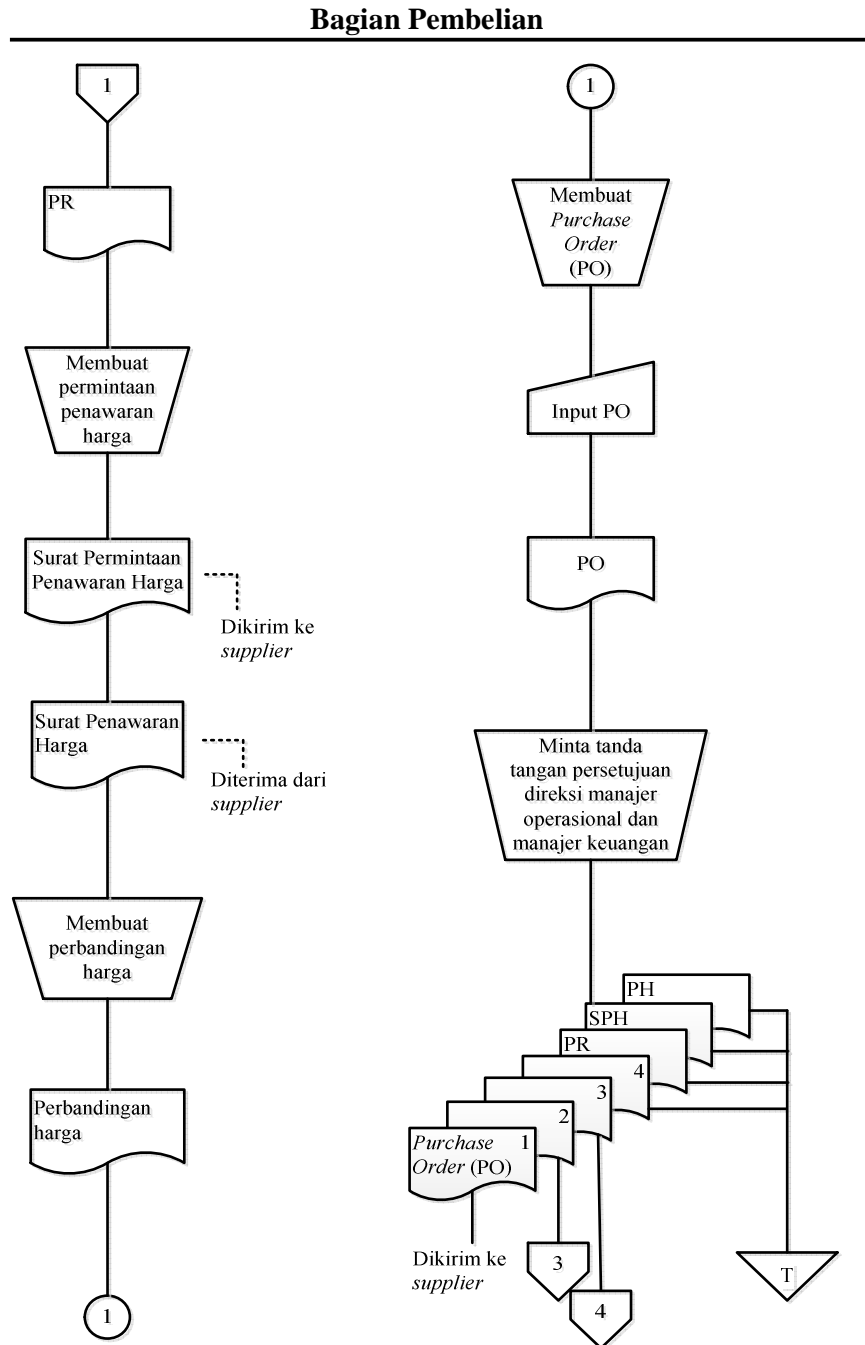 Bagian Pembelian
1
PR
Membuat
permintaan
penawaran
harga
Surat Permintaan
Penawaran Harga
Dikirim ke
supplier
Surat Penawaran
Harga
Diterima dari
supplier
Membuat
perbandingan
harga
Perbandingan
harga
1
1
Membuat
Purchase
Order
(PO)
Input PO
PO
Minta tanda
tangan persetujuan
direksi manajer
operasional dan
manajer keuangan
PH
SPH
PR
4
3
2
Purchase 1
Order (PO)
Dikirim ke
supplier
3
4
T